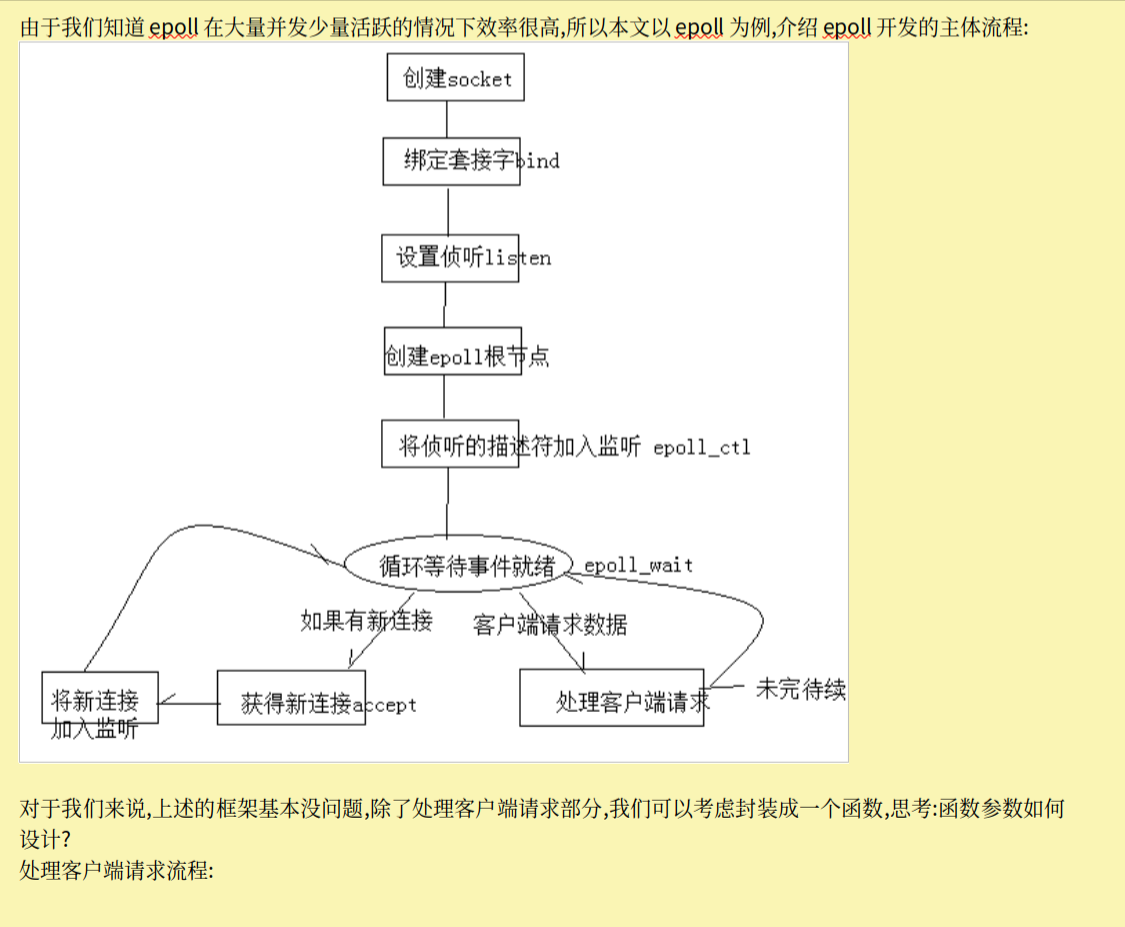 由于我们知道 epoll 在大量并发少量活跃的情况下效率很高,所以本文以 epoll 为例,介绍 epoll 开发的主体流程:
创建socket
绑定套接字bind
设置侦听listen
创建epoll根节点
将侦听的描述符加入监听 epoll_ctl
循环等待事件就绪 epoll_wait
如果有新连接 客户端请求数据
将新连接
加入监听
获得新连接accept
处理客户端请求
未完待续
对于我们来说,上述的框架基本没问题,除了处理客户端请求部分,我们可以考虑封装成一个函数,思考:函数参数如何
设计?
处理客户端请求流程: